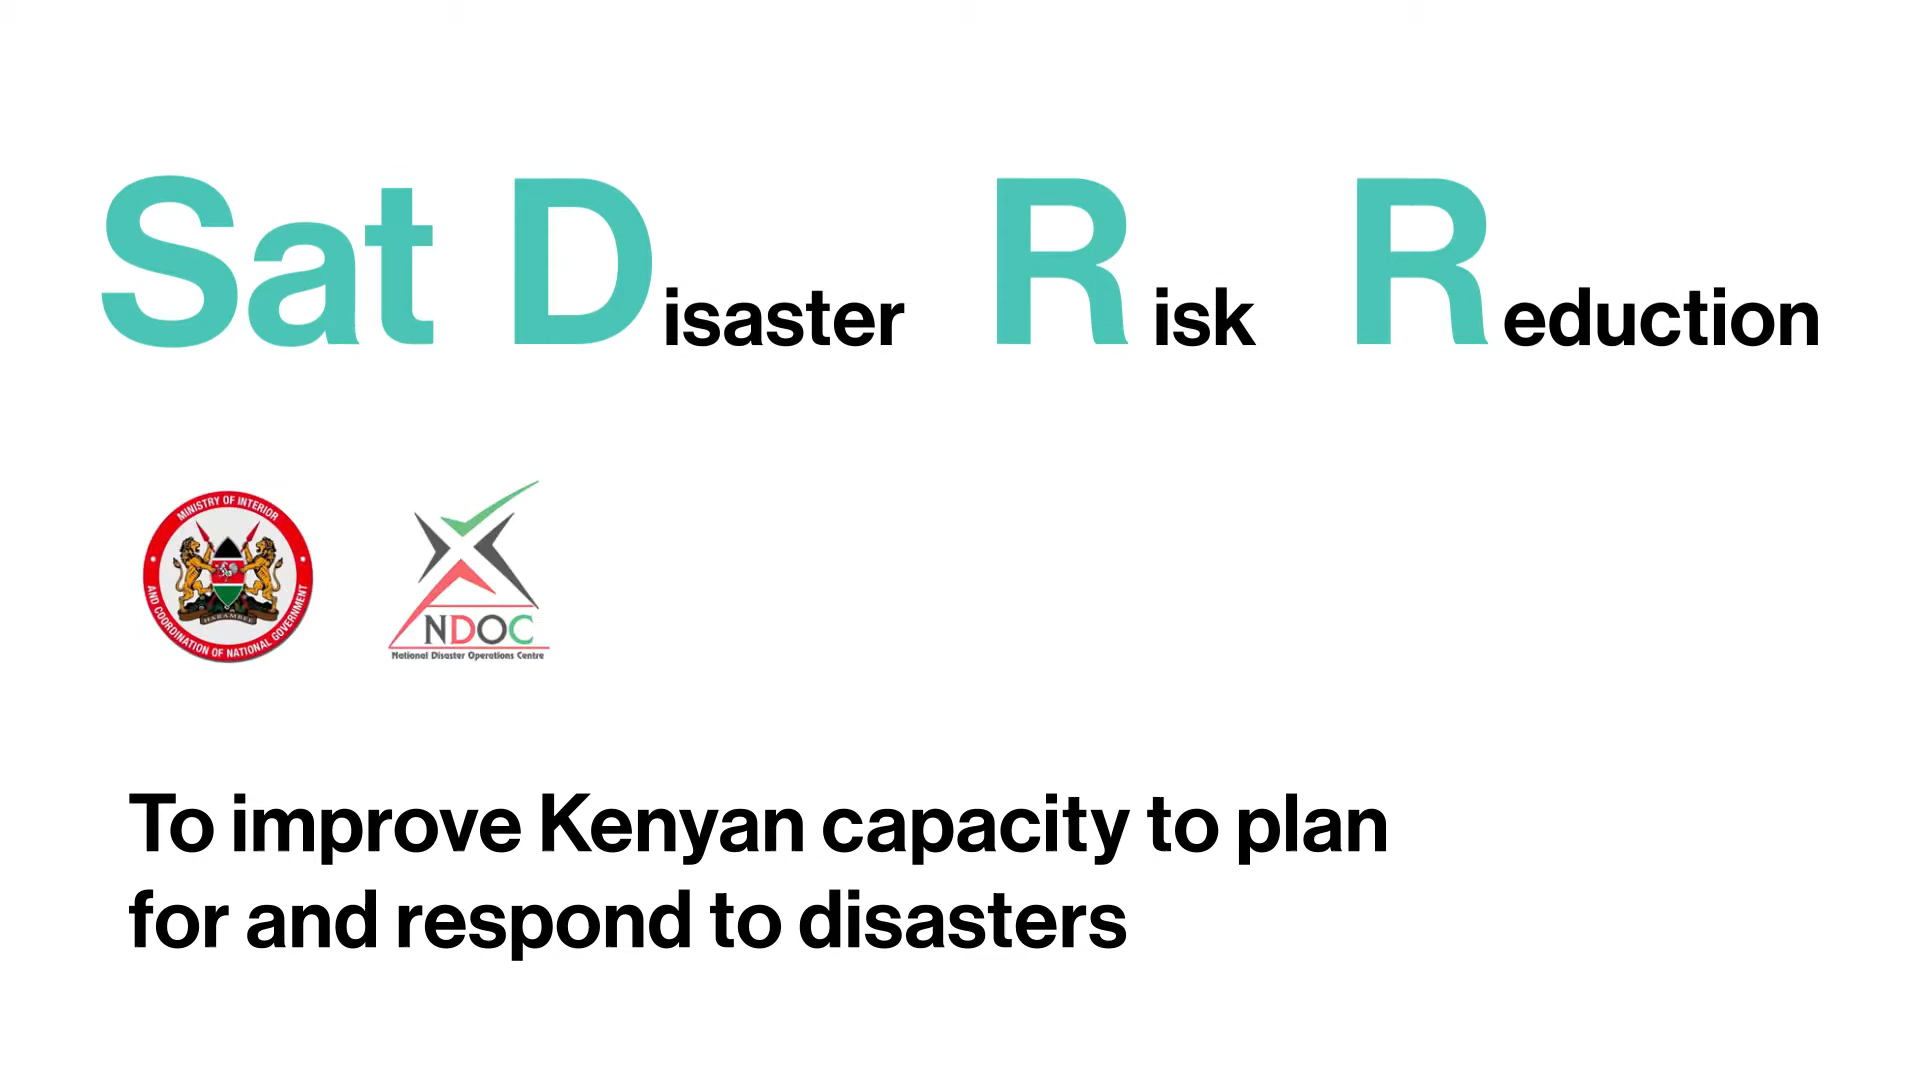 Sat Disaster Risk Reduction
MINISTRY OF INTERIOR
AND COORDINATION OF NATIONAL GOVERNMENT
HARAMBEE
NDOC
National Disaster Operations Centre
To improve Kenyan capacity to plan
for and respond to disasters